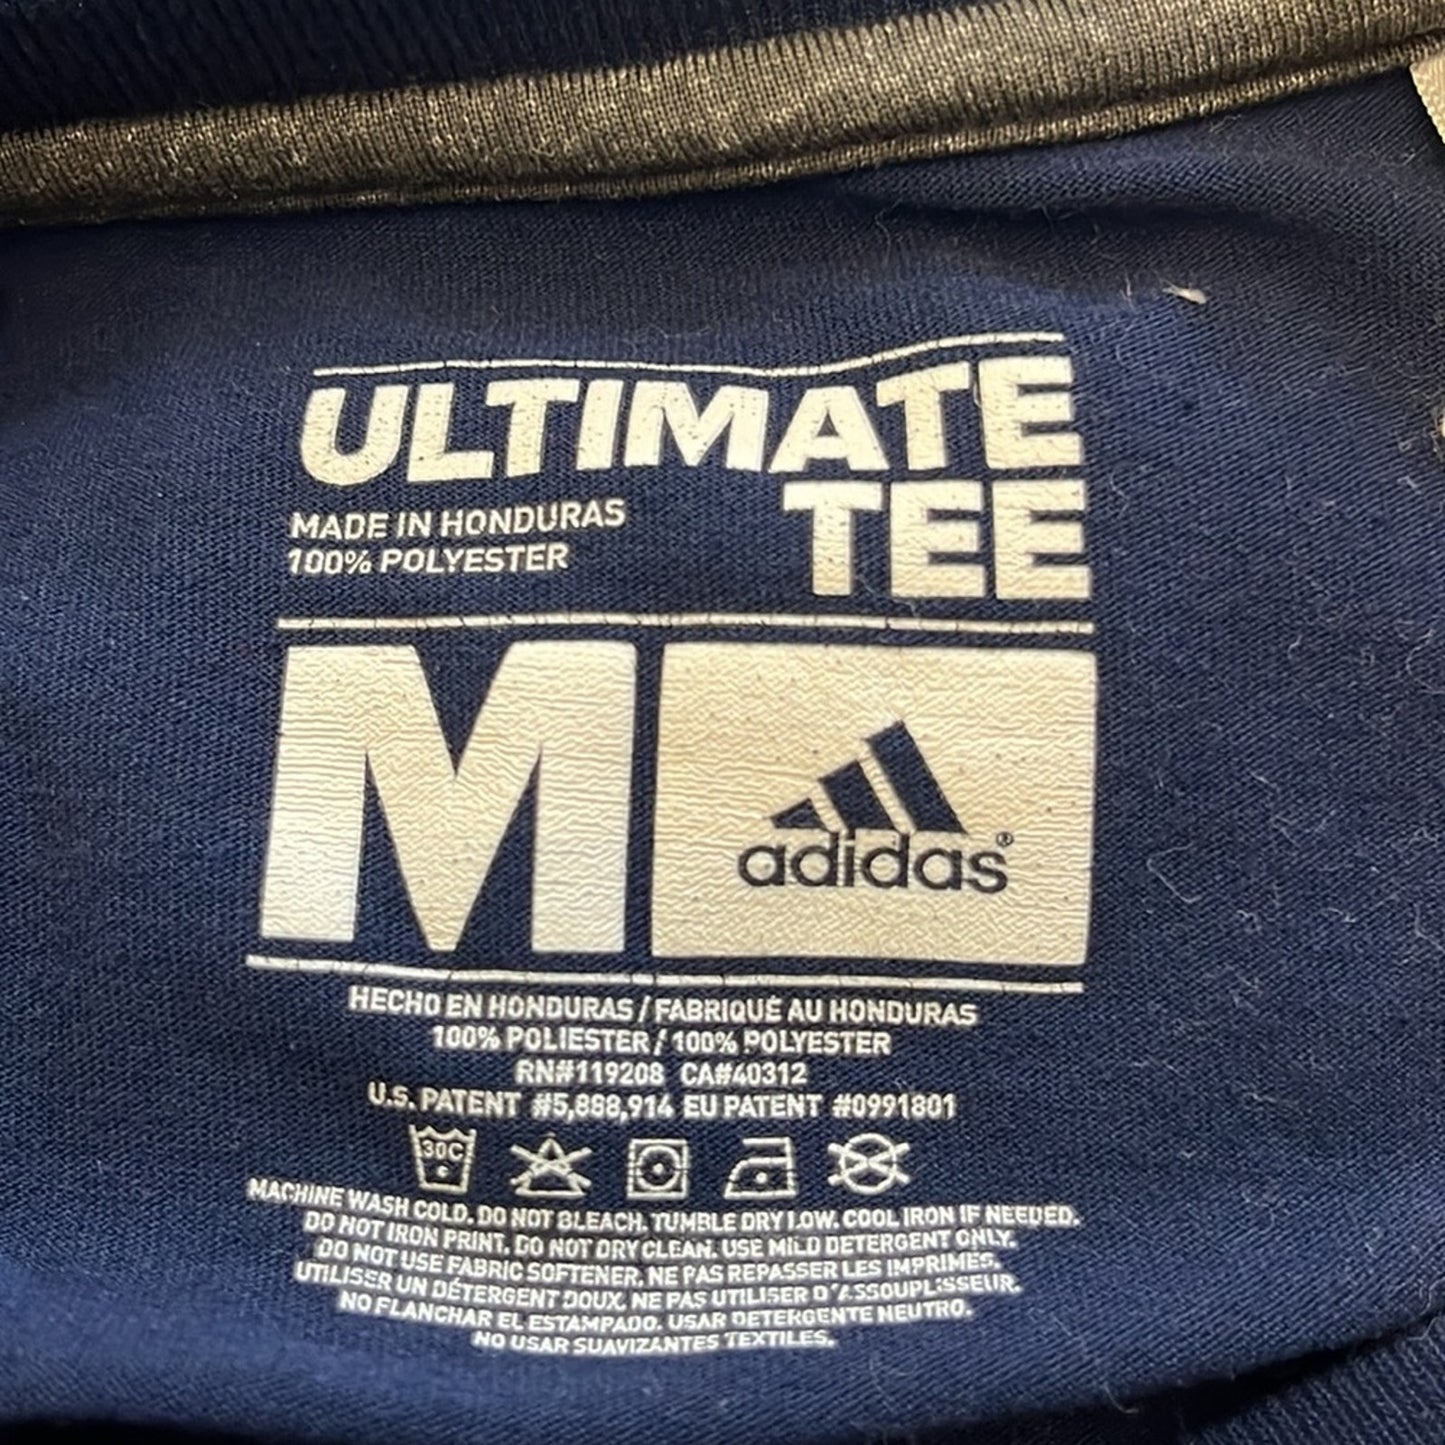 ULTIMATE
TEE
MADE IN HONDURAS
100% POLYESTER
M
adidas®
HECHO EN HONDURAS / FABRIQUÉ AU HONDURAS
100% POLIESTER / 100% POLYESTER
RN#119208 CA#40312
U.S. PATENT #5,888,914 EU PATENT #0991801
30C
MACHINE WASH COLD. DO NOT BLEACH. TUMBLE DRY LOW. COOL IRON IF NEEDED.
DO NOT IRON PRINT. DO NOT DRY CLEAN. USE MILD DETERGENT ONLY.
DO NOT USE FABRIC SOFTENER. NE PAS REPASSER LES IMPRIMES.
UTILISER UN DÉTERGENT DOUX. NE PAS UTILISER D'ASSOUPLISSEUR.
NO PLANCHAR EL ESTAMPADO. USAR DETERGENTE NEUTRO.
NO USAR SUAVIZANTES TEXTILES.